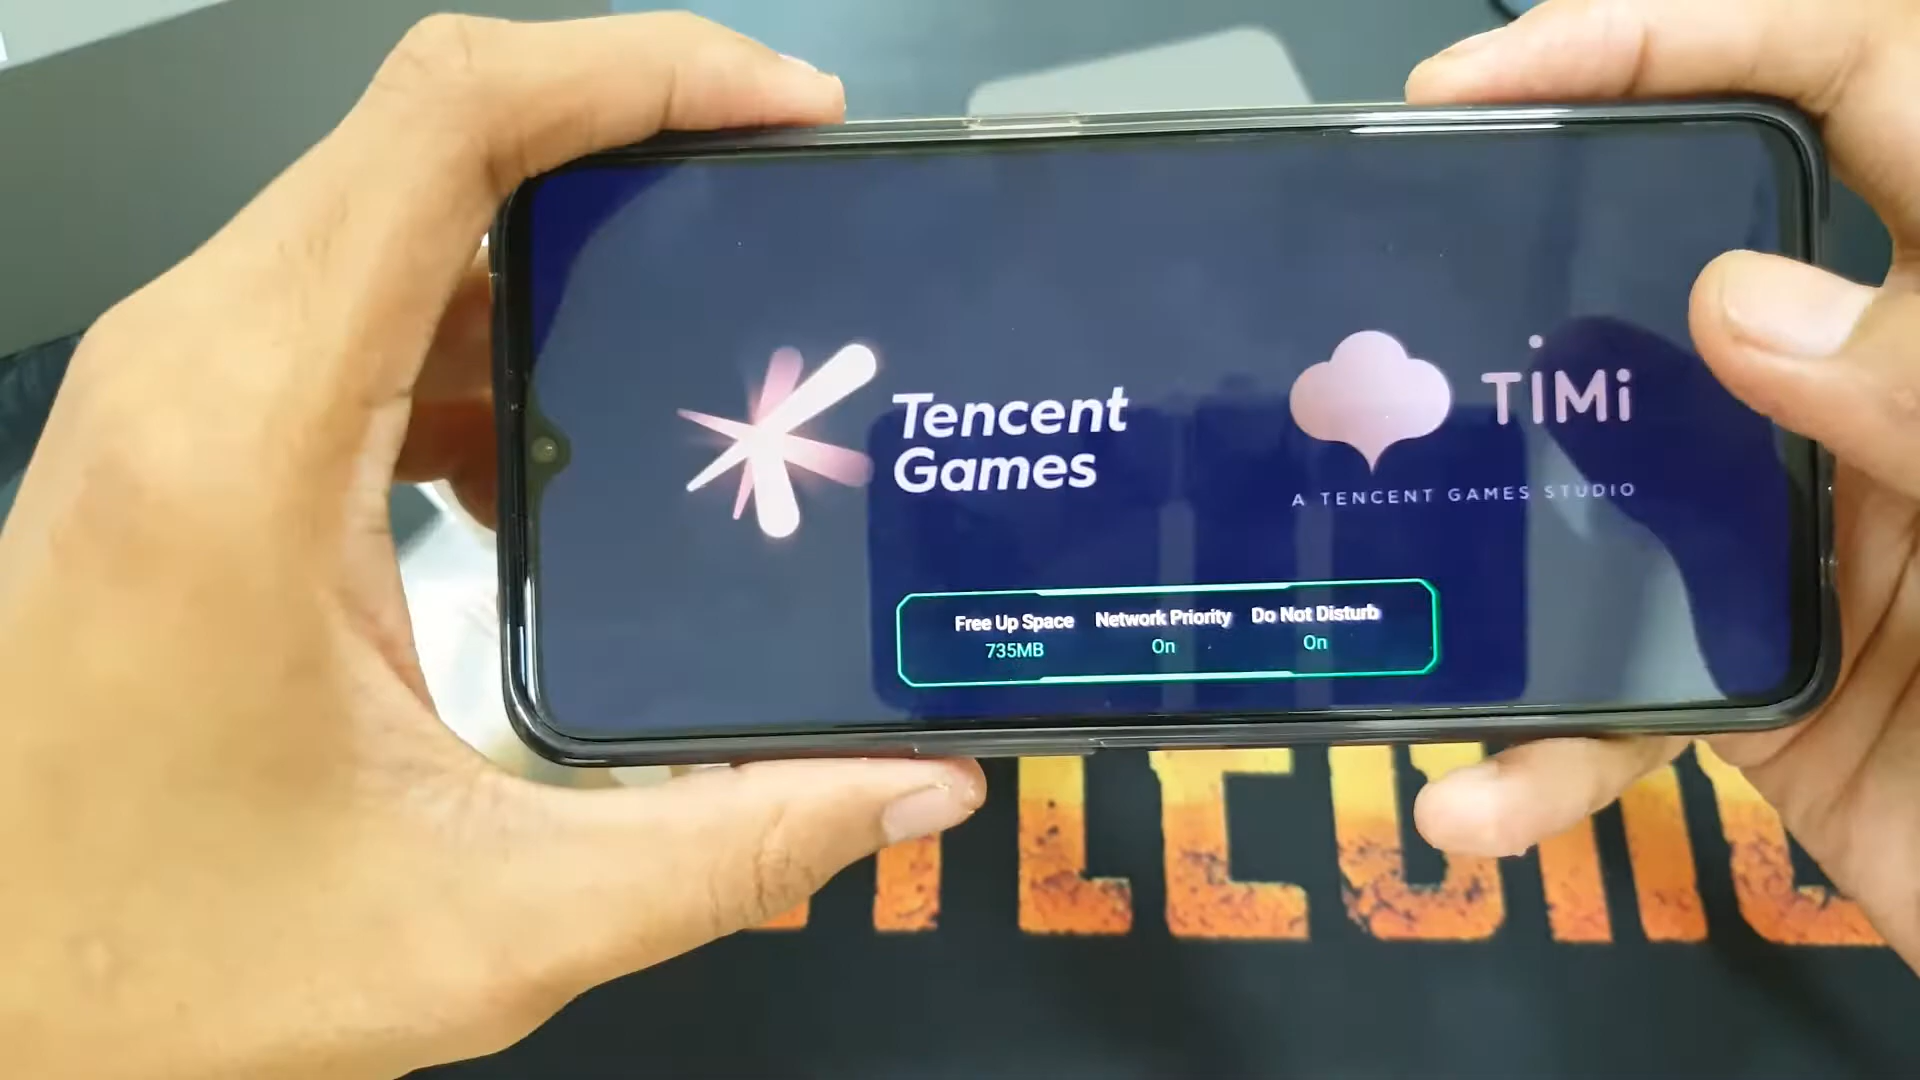 Tencent
Games
TIMi
A TENCENT GAMES STUDIO
Free Up Space Network Priority Do Not Disturb
735MB On On